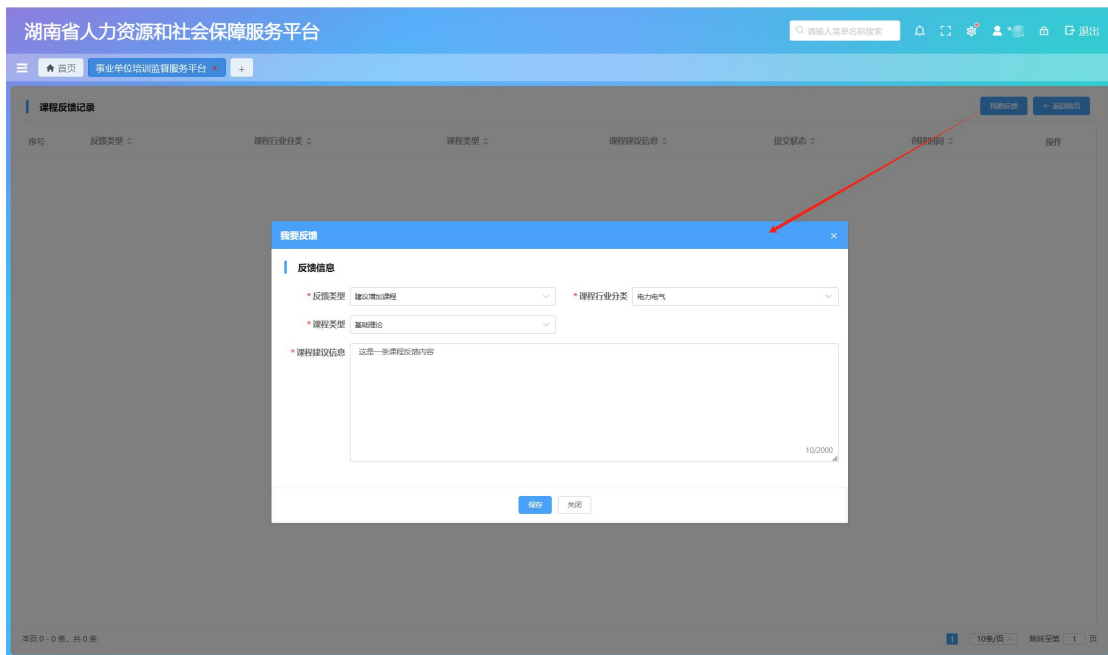 湖南省人力资源和社会保障服务平台
请输入菜单名称搜索
退出
首页
事业单位培训监督服务平台
+
课程反馈记录
我要反馈
← 返回首页
序号 反馈类型 课程行业分类 课程类型 课程建议信息 提交状态 创建时间 操作
我要反馈
×
反馈信息
*反馈类型 建议增加课程 *课程行业分类 电力电气
*课程类型 基础理论
*课程建议信息 这是一条课程反馈内容
10/2000
保存 关闭
本页 0 - 0 条, 共 0 条
1 10条/页 跳转至第 1 页